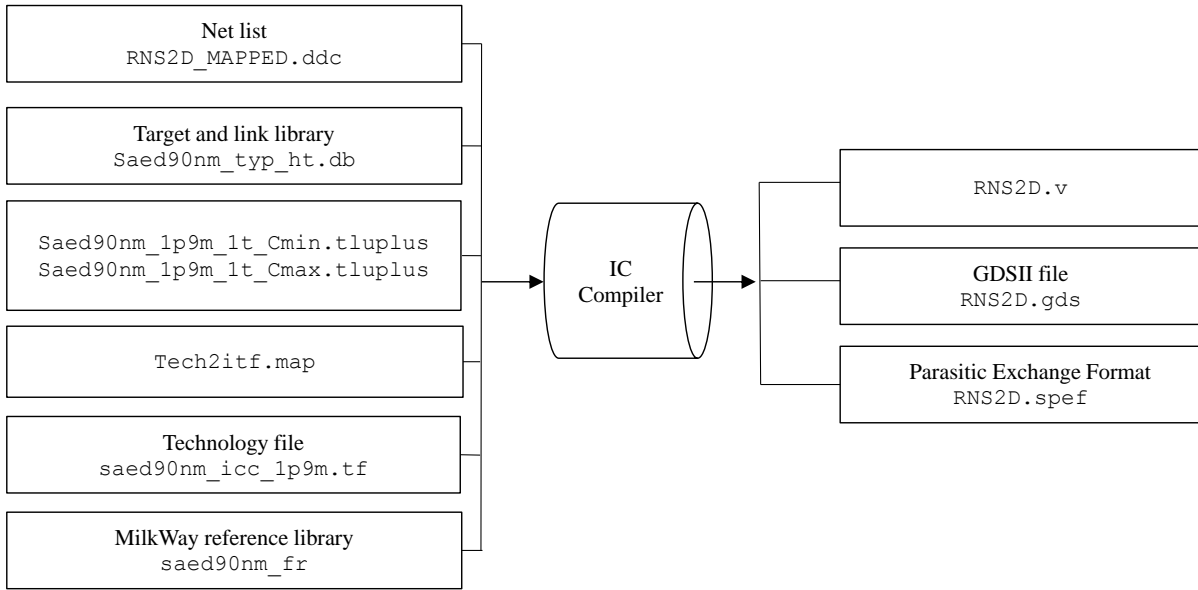 Net list
RNS2D_MAPPED.ddc
Target and link library
Saed90nm_typ_ht.db
Saed90nm_1p9m_1t_Cmin.tluplus
Saed90nm_1p9m_1t_Cmax.tluplus
Tech2itf.map
Technology file
saed90nm_icc_1p9m.tf
MilkWay reference library
saed90nm_fr
IC
Compiler
RNS2D.v
GDSII file
RNS2D.gds
Parasitic Exchange Format
RNS2D.spef